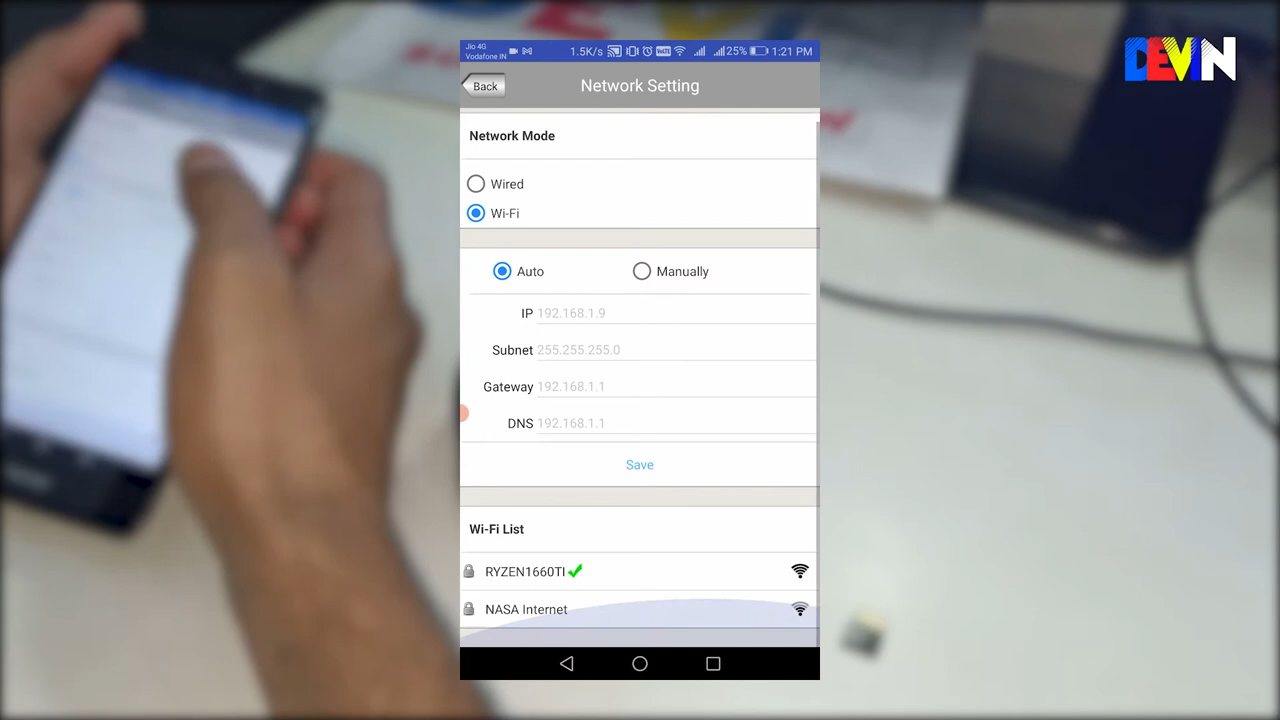 DEVIN
Jio 4G
Vodafone IN
1.5K/s
VoLTE
25%
1:21 PM
Back
Network Setting
Network Mode
Wired
Wi-Fi
Auto
Manually
IP 192.168.1.9
Subnet 255.255.255.0
Gateway 192.168.1.1
DNS 192.168.1.1
Save
Wi-Fi List
RYZEN1660TI
NASA Internet